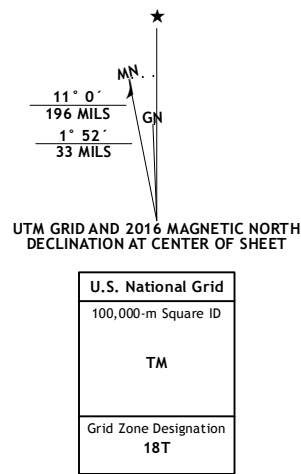 ★
MN
GN
11° 0´
196 MILS
1° 52´
33 MILS
UTM GRID AND 2016 MAGNETIC NORTH
DECLINATION AT CENTER OF SHEET
U.S. National Grid
100,000-m Square ID
TM
Grid Zone Designation
18T